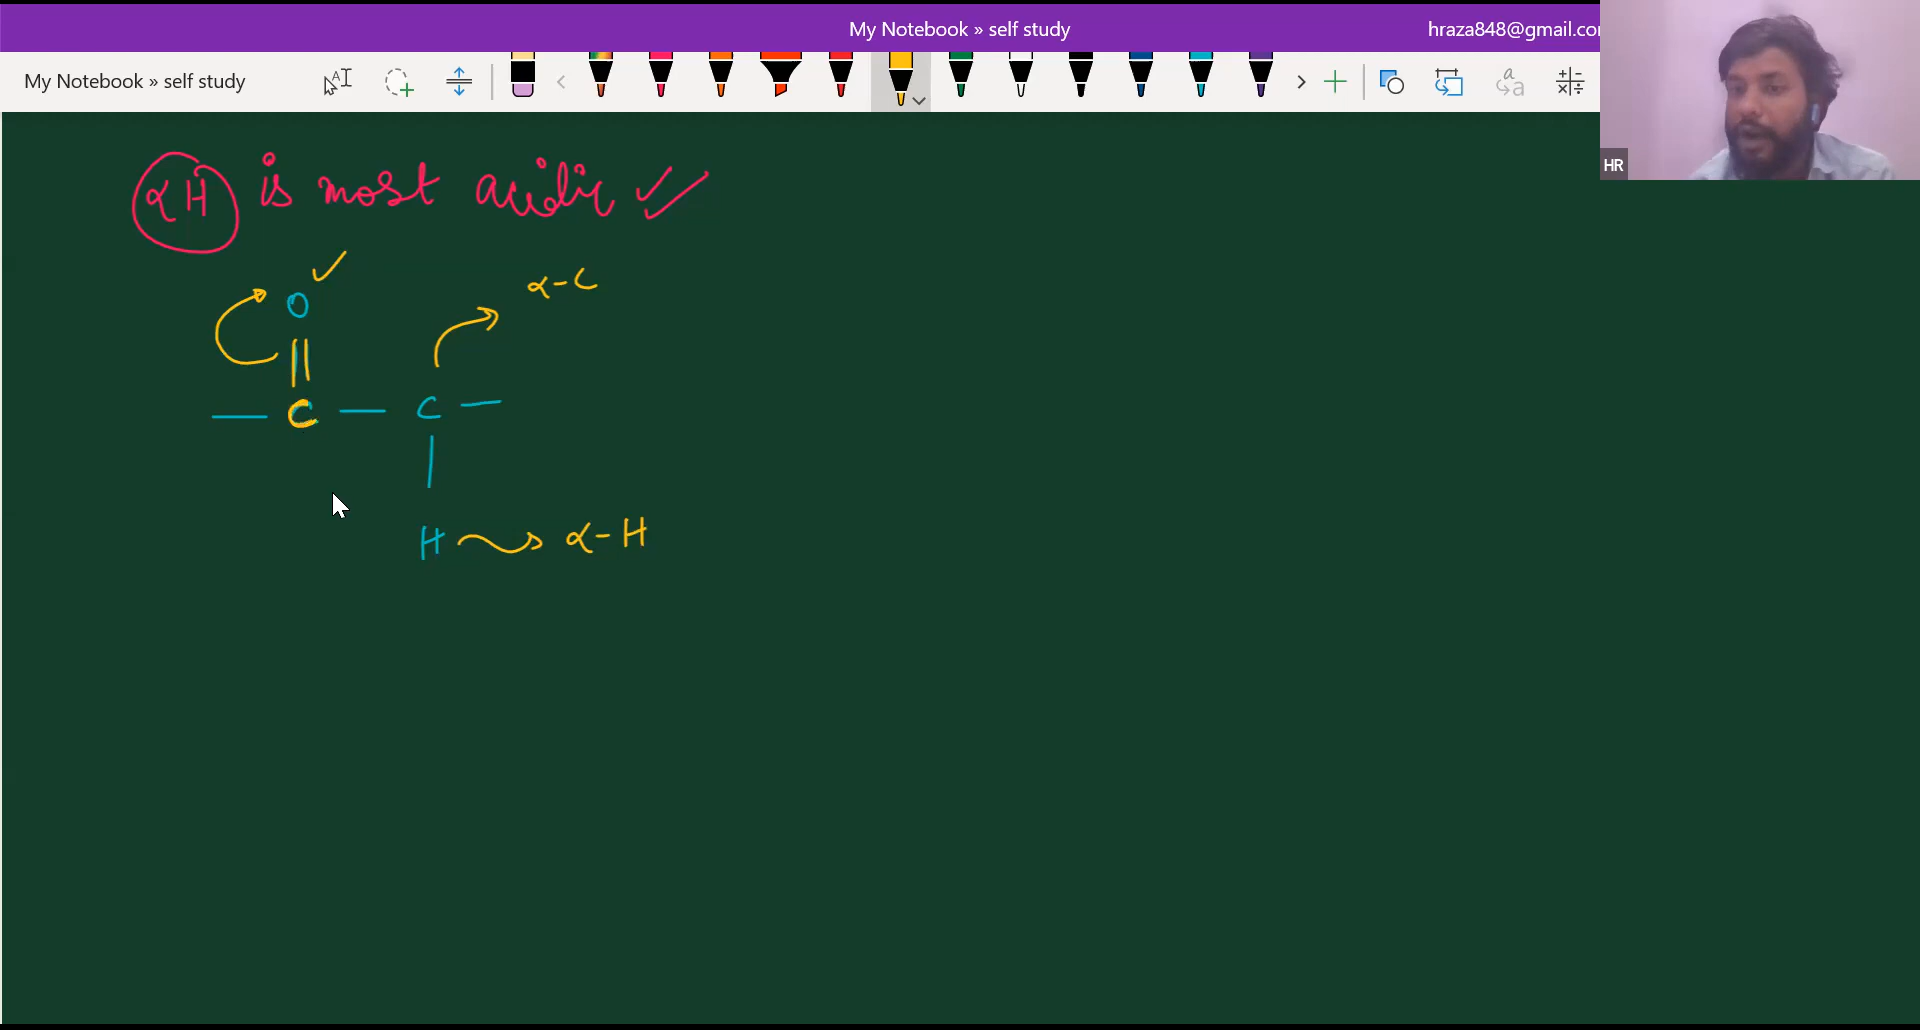 My Notebook » self study
hraza848@gmail.co
My Notebook » self study
HR
αH is most acidic
α-C
O
C - C -
H α-H